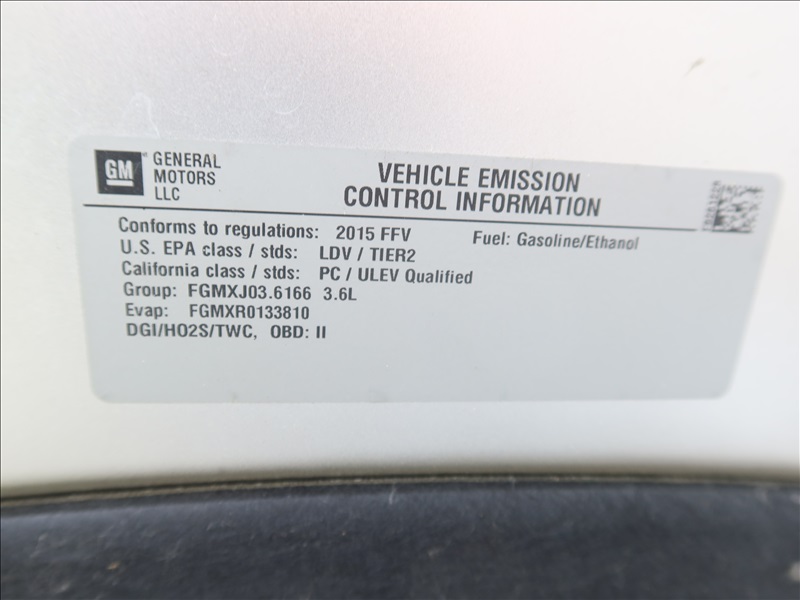 GM GENERAL
MOTORS
LLC
VEHICLE EMISSION
CONTROL INFORMATION
Conforms to regulations: 2015 FFV Fuel: Gasoline/Ethanol
U.S. EPA class / stds: LDV / TIER2
California class / stds: PC / ULEV Qualified
Group: FGMXJ03.6166 3.6L
Evap: FGMXR0133810
DGI/HO2S/TWC, OBD: II